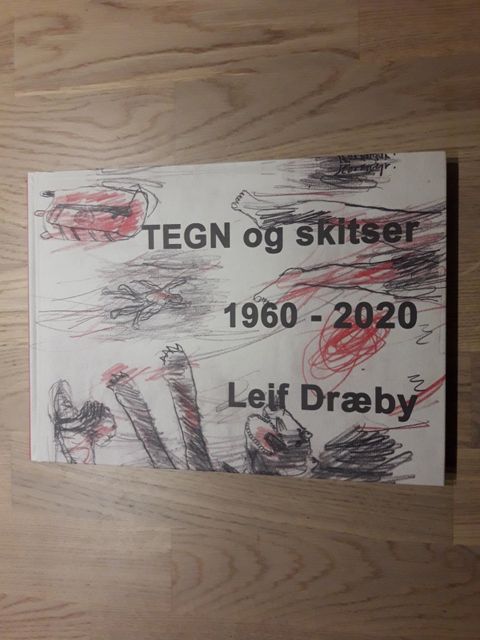 TEGN og skitser
1960 - 2020
Leif Dræby